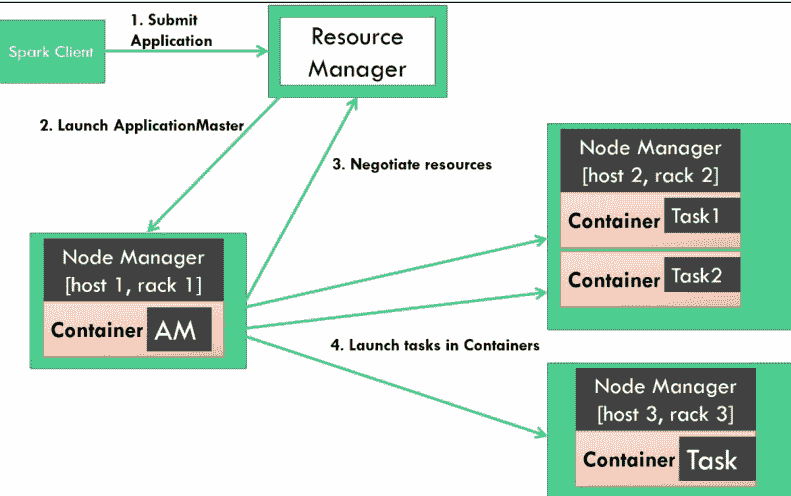 1. Submit
Application
Spark Client
Resource
Manager
2. Launch ApplicationMaster
3. Negotiate resources
Node Manager
[host 2, rack 2]
Container Task1
Container Task2
Node Manager
[host 1, rack 1]
Container AM
4. Launch tasks in Containers
Node Manager
[host 3, rack 3]
Container Task